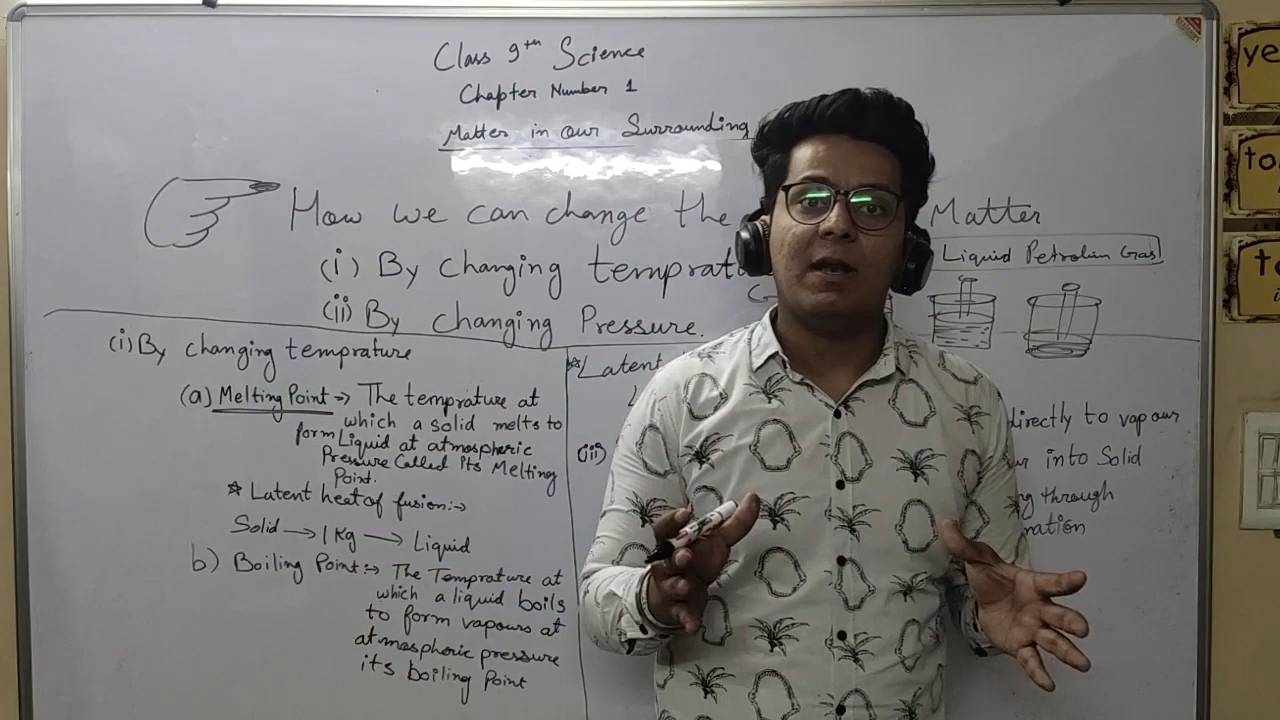 Class 9th Science
Chapter Number 1
Matter in our Surrounding
How we can change the Matter
(i) By changing temprat
(ii) By changing Pressure.
Liquid Petrolium Gas
(i) By changing temprature
(a) Melting Point → The temprature at
which a solid melts to
form Liquid at atmospheric
Pressure Called its Melting
Point.
* Latent heat of fusion:→
Solid → 1 Kg → Liquid
b) Boiling Point:→ The Temprature at
which a liquid boils
to form vapours at
atmospheric pressure
its boiling Point
* Latent
directly to vapour
into Solid
through
ye
to